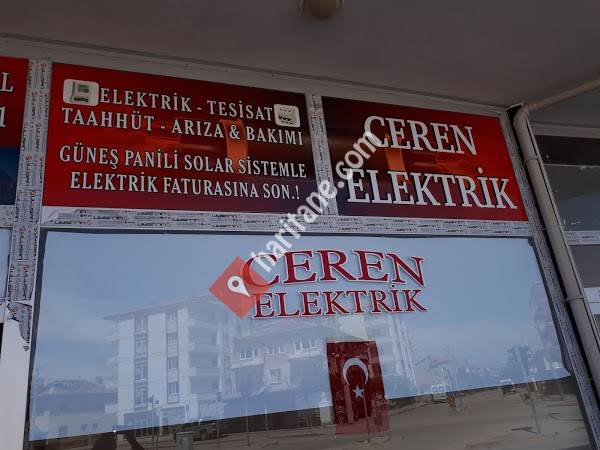 ELEKTRİK - TESİSAT
TAAHHÜT - ARIZA & BAKIMI
GÜNEŞ PANİLİ SOLAR SİSTEMLE
ELEKTRİK FATURASINA SON.!
CEREN
ELEKTRİK
CEREN
ELEKTRİK
haritane.com